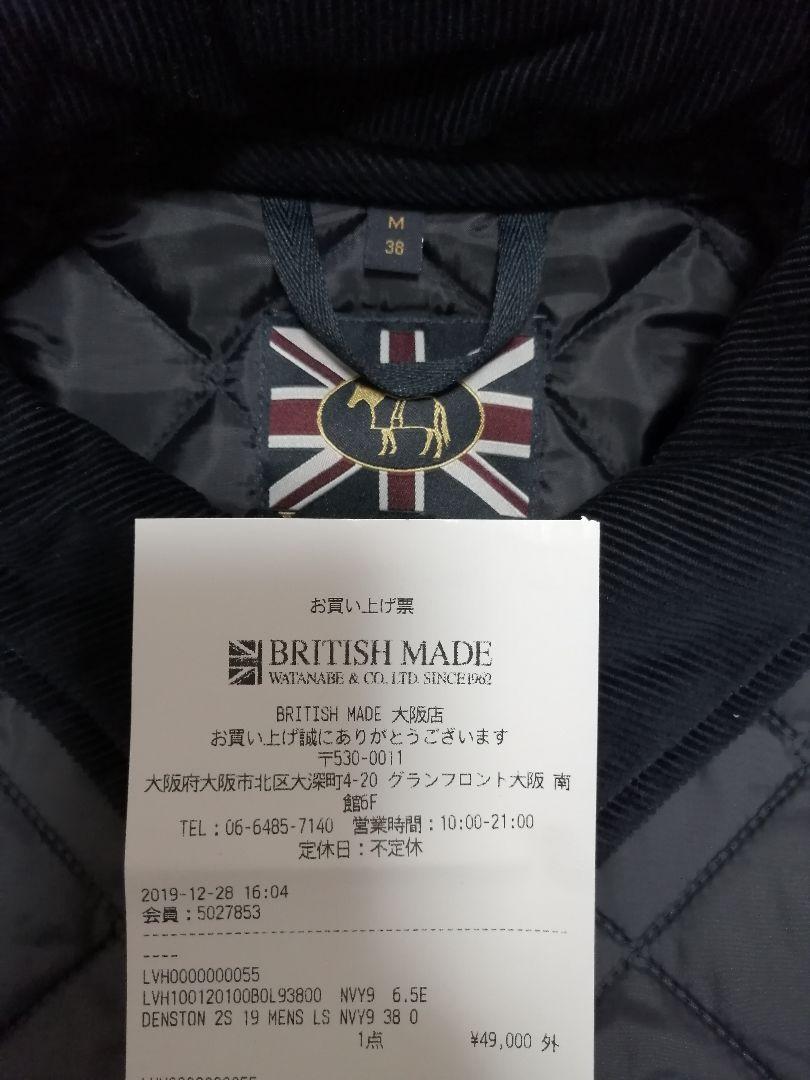 M
38
お買い上げ票
BRITISH MADE
WATANABE & CO. LTD. SINCE1962
BRITISH MADE 大阪店
お買い上げ誠にありがとうございます
〒530-0011
大阪府大阪市北区大深町4-20 グランフロント大阪 南
館6F
TEL:06-6485-7140 営業時間:10:00-21:00
定休日:不定休
2019-12-28 16:04
会員:5027853
----
LVH0000000055
LVH100120100BOL93800 NVY9 6.5E
DENSTON 2S 19 MENS LS NVY9 38 0
1点 ¥49,000 外